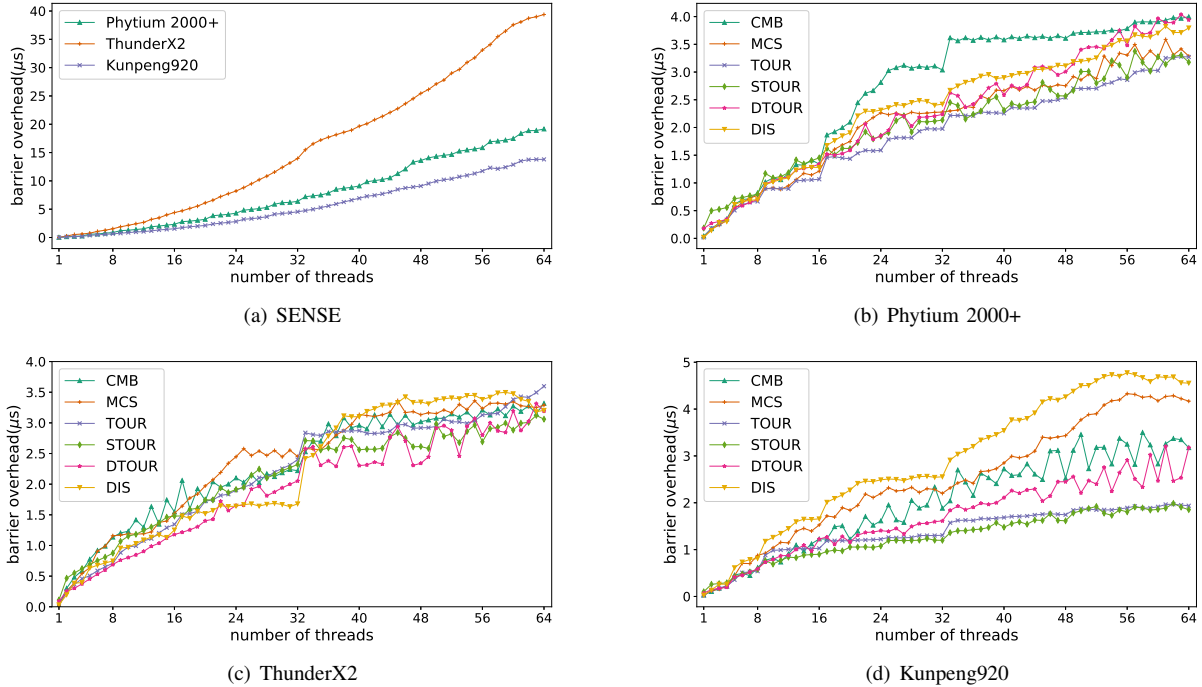 Phytium 2000+
ThunderX2
Kunpeng920
barrier overhead(μs)
40
35
30
25
20
15
10
5
0
1 8 16 24 32 40 48 56 64
number of threads
(a) SENSE
CMB
MCS
TOUR
STOUR
DTOUR
DIS
barrier overhead(μs)
4.0
3.5
3.0
2.5
2.0
1.5
1.0
0.5
0.0
1 8 16 24 32 40 48 56 64
number of threads
(b) Phytium 2000+
CMB
MCS
TOUR
STOUR
DTOUR
DIS
barrier overhead(μs)
4.0
3.5
3.0
2.5
2.0
1.5
1.0
0.5
0.0
1 8 16 24 32 40 48 56 64
number of threads
(c) ThunderX2
CMB
MCS
TOUR
STOUR
DTOUR
DIS
barrier overhead(μs)
5
4
3
2
1
0
1 8 16 24 32 40 48 56 64
number of threads
(d) Kunpeng920